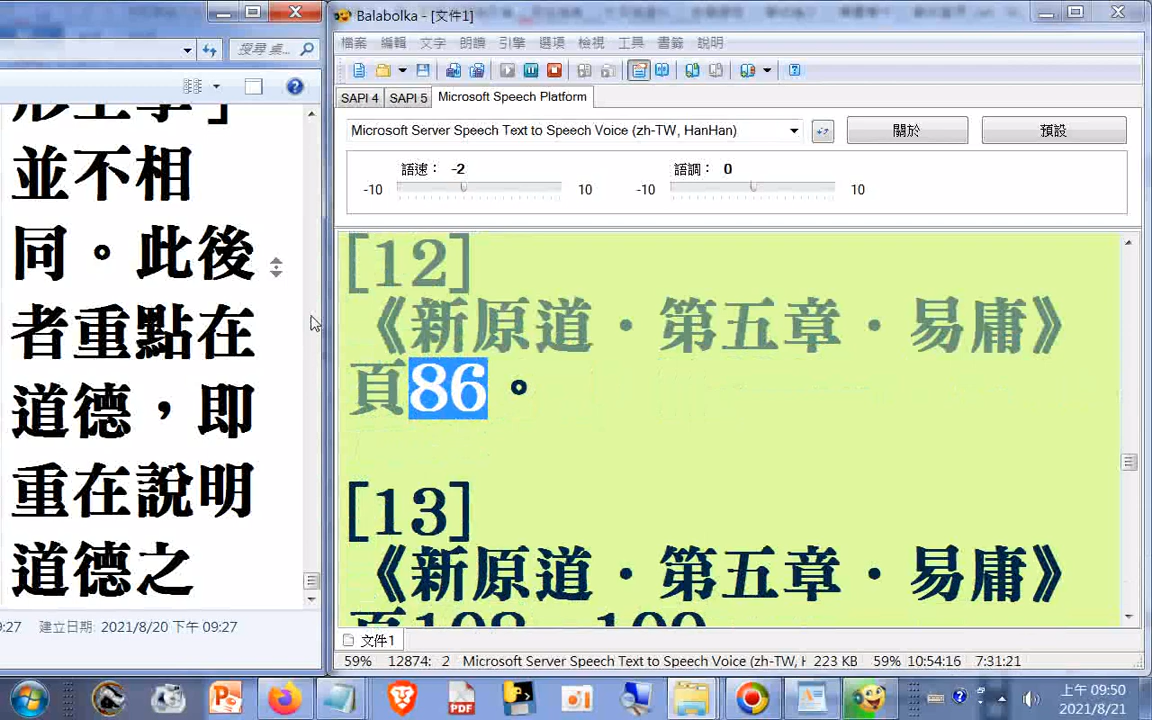 搜尋 桌...
形上學」
並不相
同。此後
者重點在
道德，即
重在說明
道德之
:27 建立日期: 2021/8/20 下午 09:27
Balabolka - [文件1]
檔案 編輯 文字 朗讀 引擎 選項 檢視 工具 書籤 說明
SAPI 4 SAPI 5 Microsoft Speech Platform
Microsoft Server Speech Text to Speech Voice (zh-TW, HanHan) 關於 預設
語速： -2 語調： 0
-10 10 -10 10
[12]
《新原道．第五章．易庸》
頁86。
[13]
《新原道．第五章．易庸》
頁108－109
文件1
59% 12874: 2 Microsoft Server Speech Text to Speech Voice (zh-TW, H 223 KB 59% 10:54:16 7:31:21
上午 09:50
2021/8/21